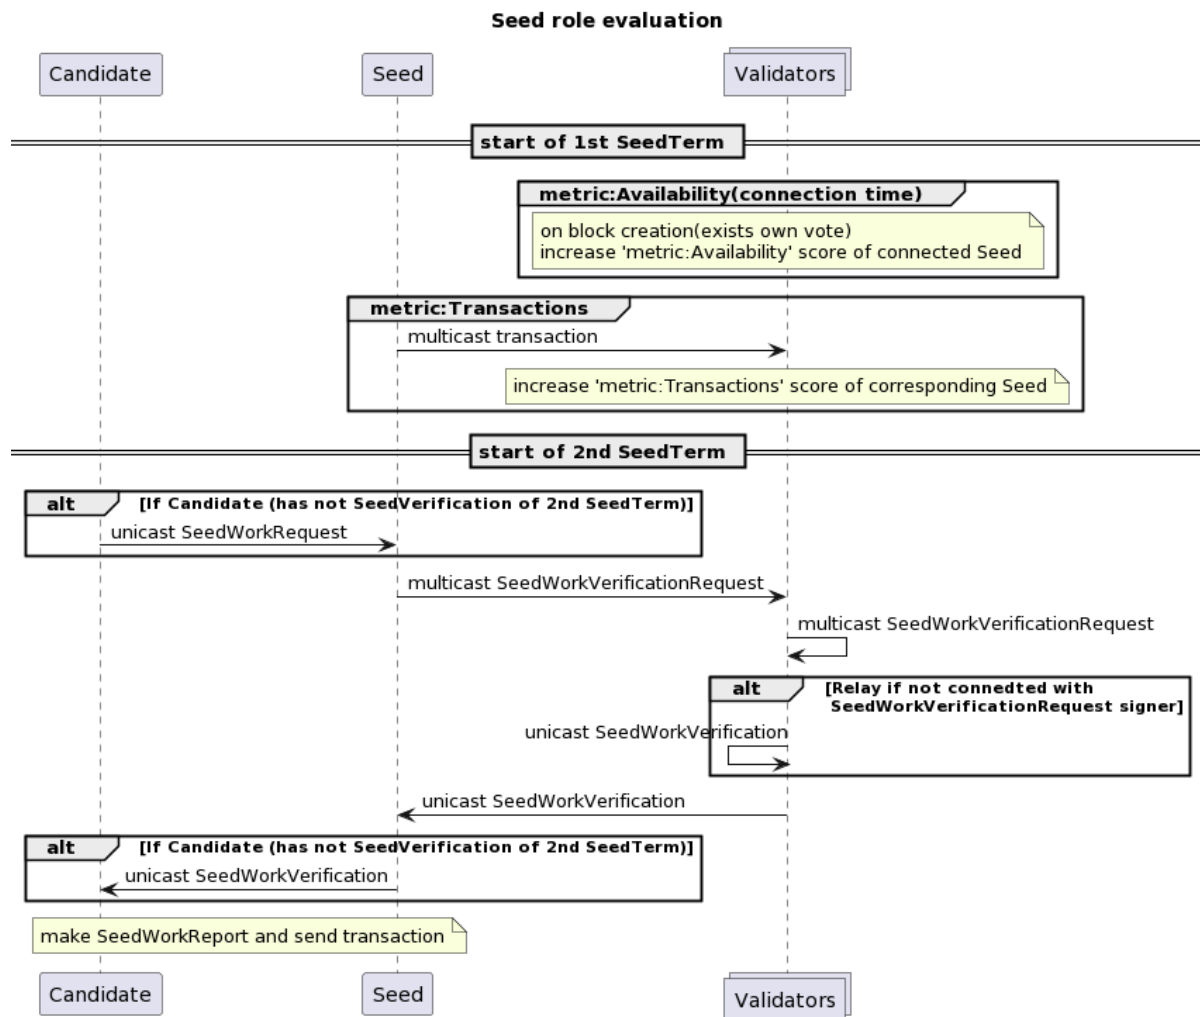 Seed role evaluation
Candidate
Seed
Validators
start of 1st SeedTerm
metric:Availability(connection time)
on block creation(exists own vote)
increase 'metric:Availability' score of connected Seed
metric:Transactions
multicast transaction
increase 'metric:Transactions' score of corresponding Seed
start of 2nd SeedTerm
alt
[If Candidate (has not SeedVerification of 2nd SeedTerm)]
unicast SeedWorkRequest
multicast SeedWorkVerificationRequest
multicast SeedWorkVerificationRequest
alt
[Relay if not connedted with
SeedWorkVerificationRequest signer]
unicast SeedWorkVerification
unicast SeedWorkVerification
alt
[If Candidate (has not SeedVerification of 2nd SeedTerm)]
unicast SeedWorkVerification
make SeedWorkReport and send transaction
Candidate
Seed
Validators